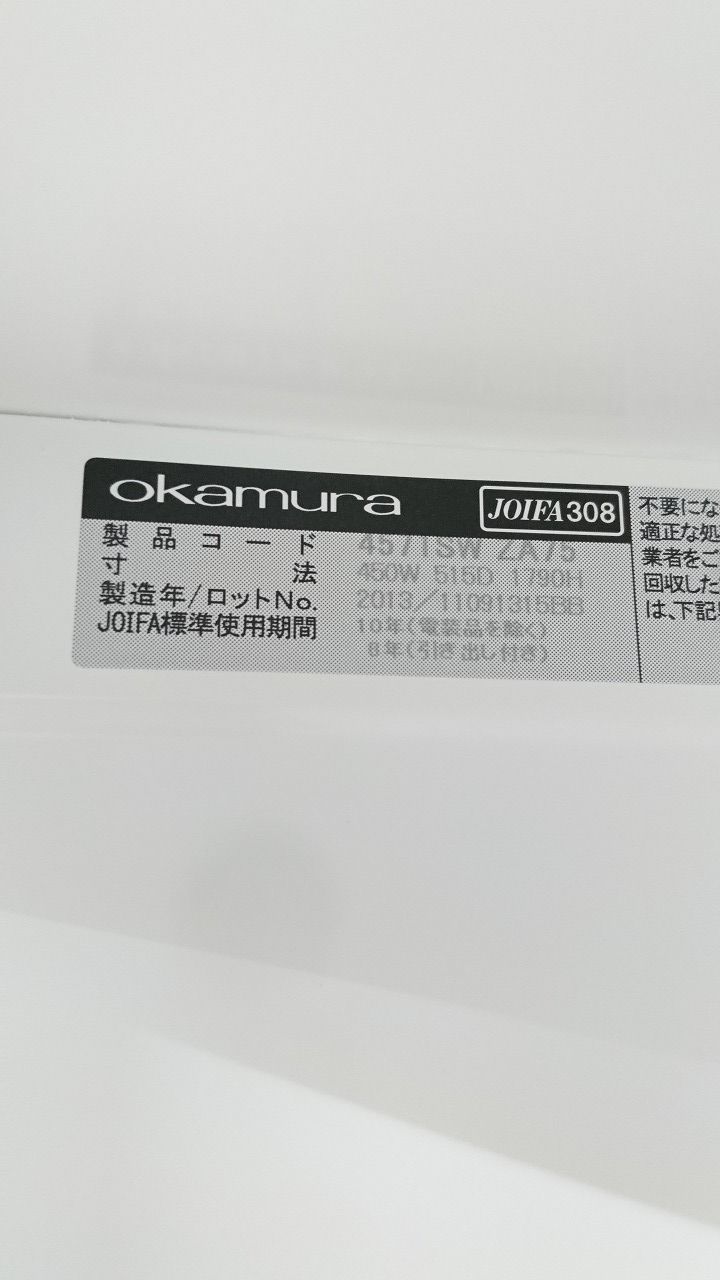 okamura JOIFA308
製品コード 4571SW ZA75
寸法 450W 515D 1790H
製造年/ロットNo. 2013/11091315BB
JOIFA標準使用期間 10年(電装品を除く)
8年(引き出し付き)
不要にな
適正な処
業者をご
回収した
は、下記